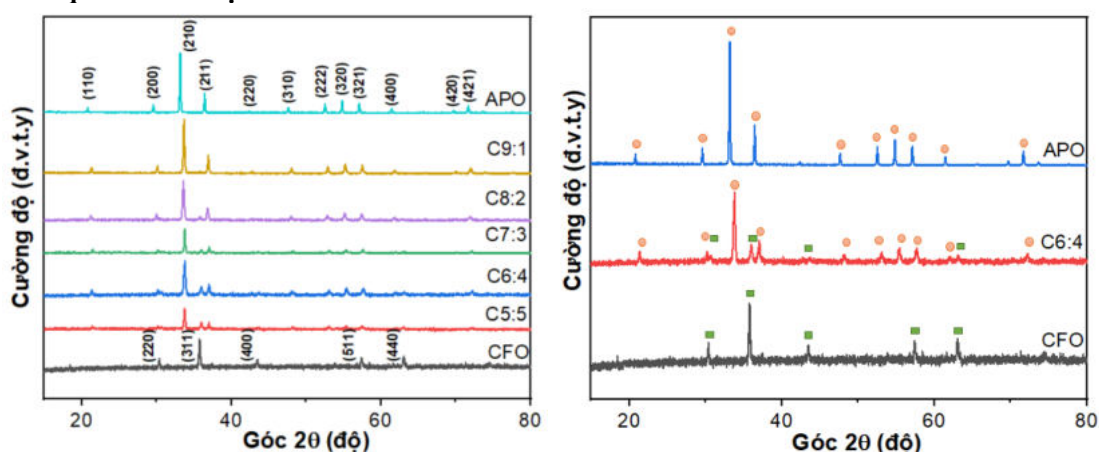 (110)
(200)
(210)
(211)
(220)
(310)
(222)
(320)
(321)
(400)
(420)
(421)
APO
C9:1
C8:2
C7:3
C6:4
C5:5
CFO
(220)
(311)
(400)
(511)
(440)
Cường độ (đ.v.t.y)
20 40 60 80
Góc 2θ (độ)
APO
C6:4
CFO
Cường độ (đ.v.t.y)
20 40 60 80
Góc 2θ (đô)